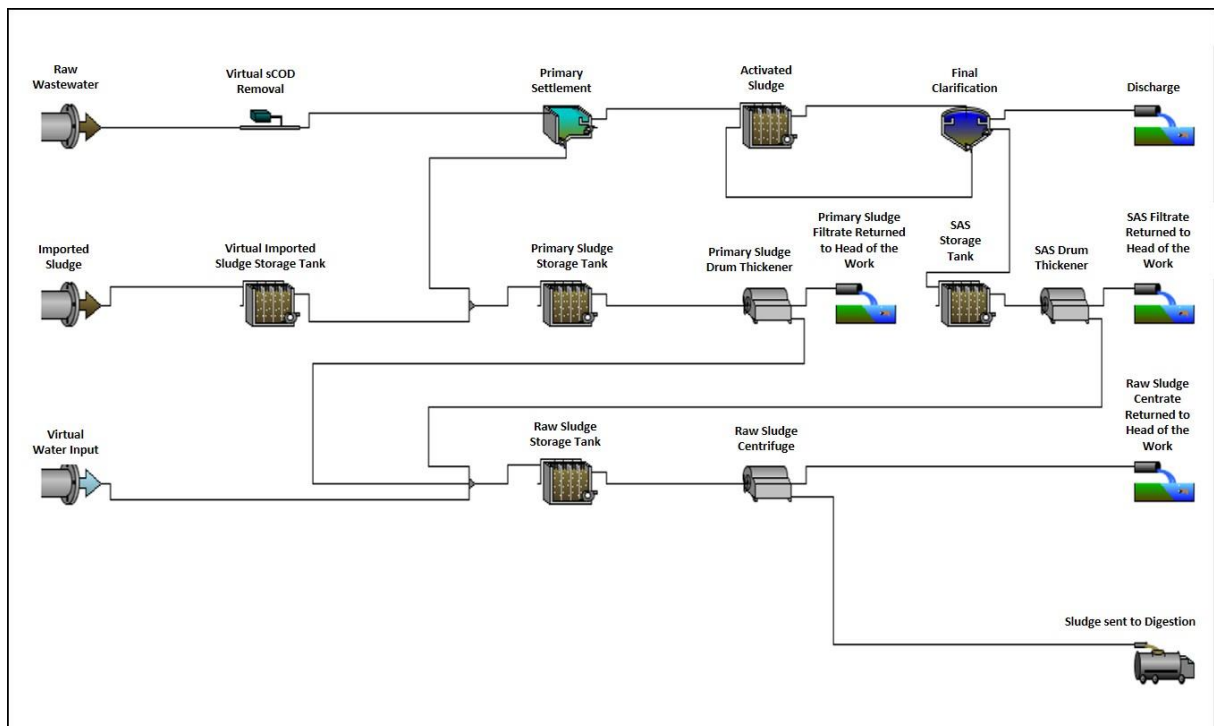 Raw
Wastewater
Virtual sCOD
Removal
Primary
Settlement
Activated
Sludge
Final
Clarification
Discharge
Imported
Sludge
Virtual Imported
Sludge Storage Tank
Primary Sludge
Storage Tank
Primary Sludge
Drum Thickener
Primary Sludge
Filtrate Returned
to Head of the
Work
SAS
Storage
Tank
SAS Drum
Thickener
SAS Filtrate
Returned to
Head of the
Work
Virtual
Water Input
Raw Sludge
Storage Tank
Raw Sludge
Centrifuge
Raw Sludge
Centrate
Returned to
Head of the
Work
Sludge sent to Digestion